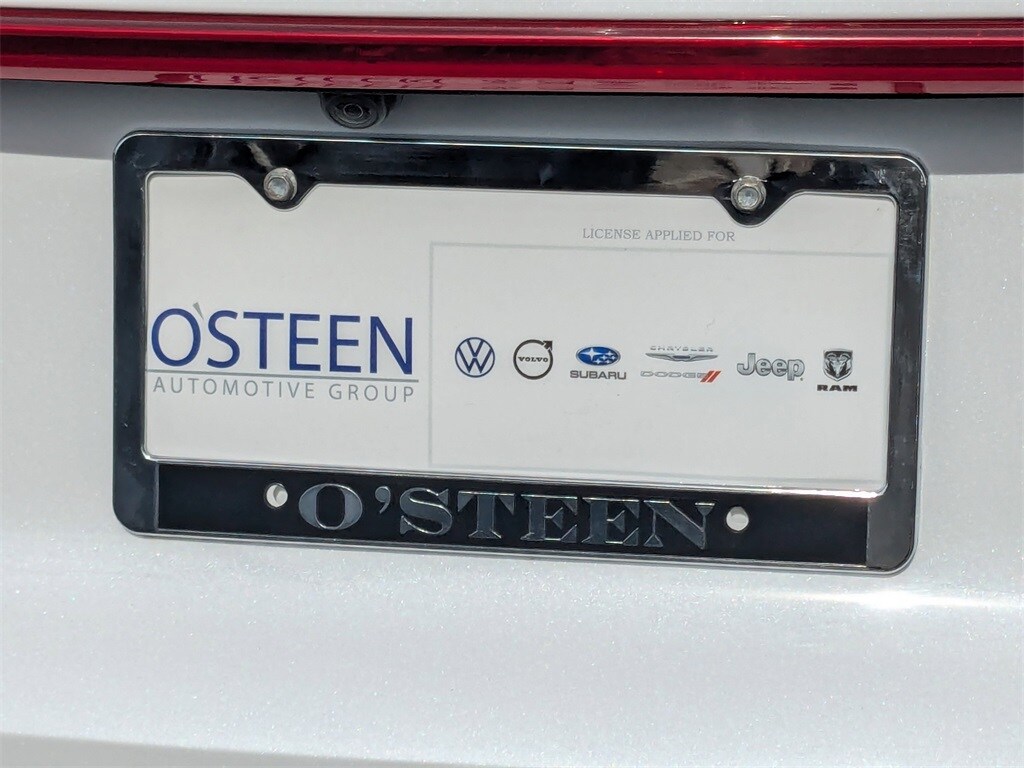 LICENSE APPLIED FOR
O'STEEN
AUTOMOTIVE GROUP
VOLVO
SUBARU
CHRYSLER
DODGE
Jeep
RAM
O'STEEN